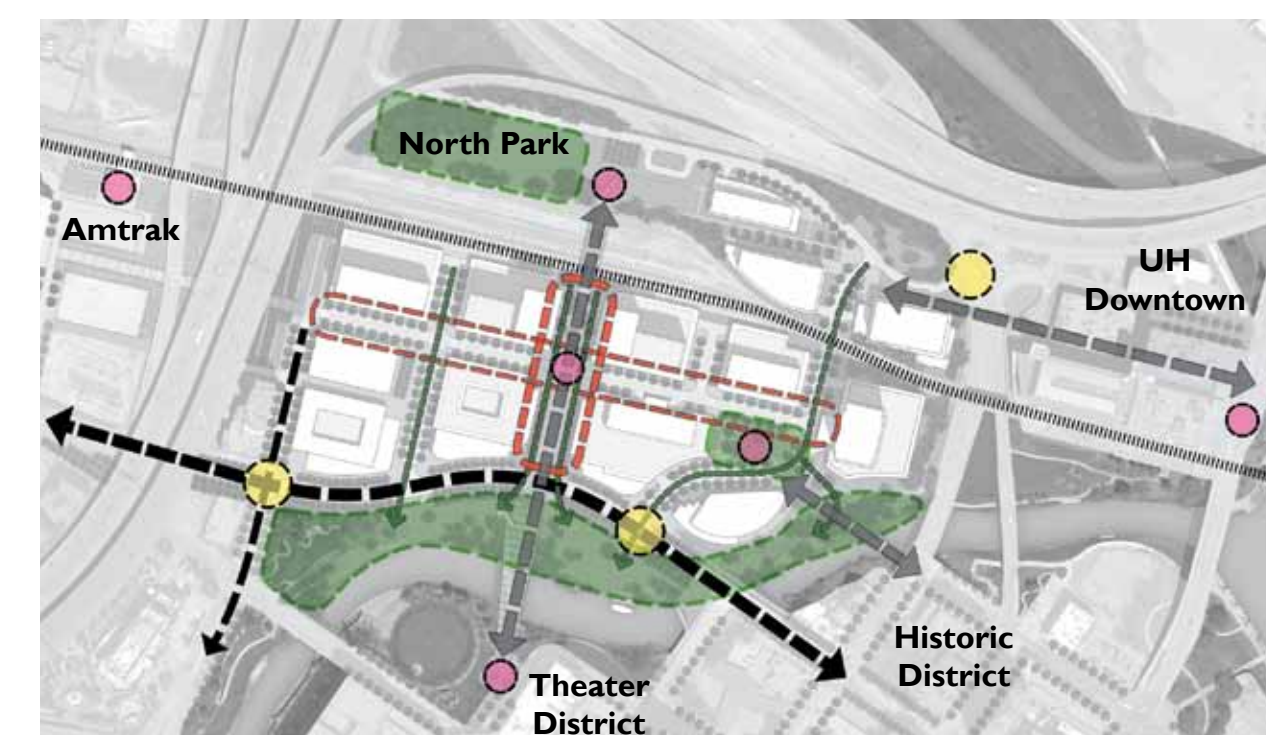 North Park
Amtrak
UH
Downtown
Historic
District
Theater
District